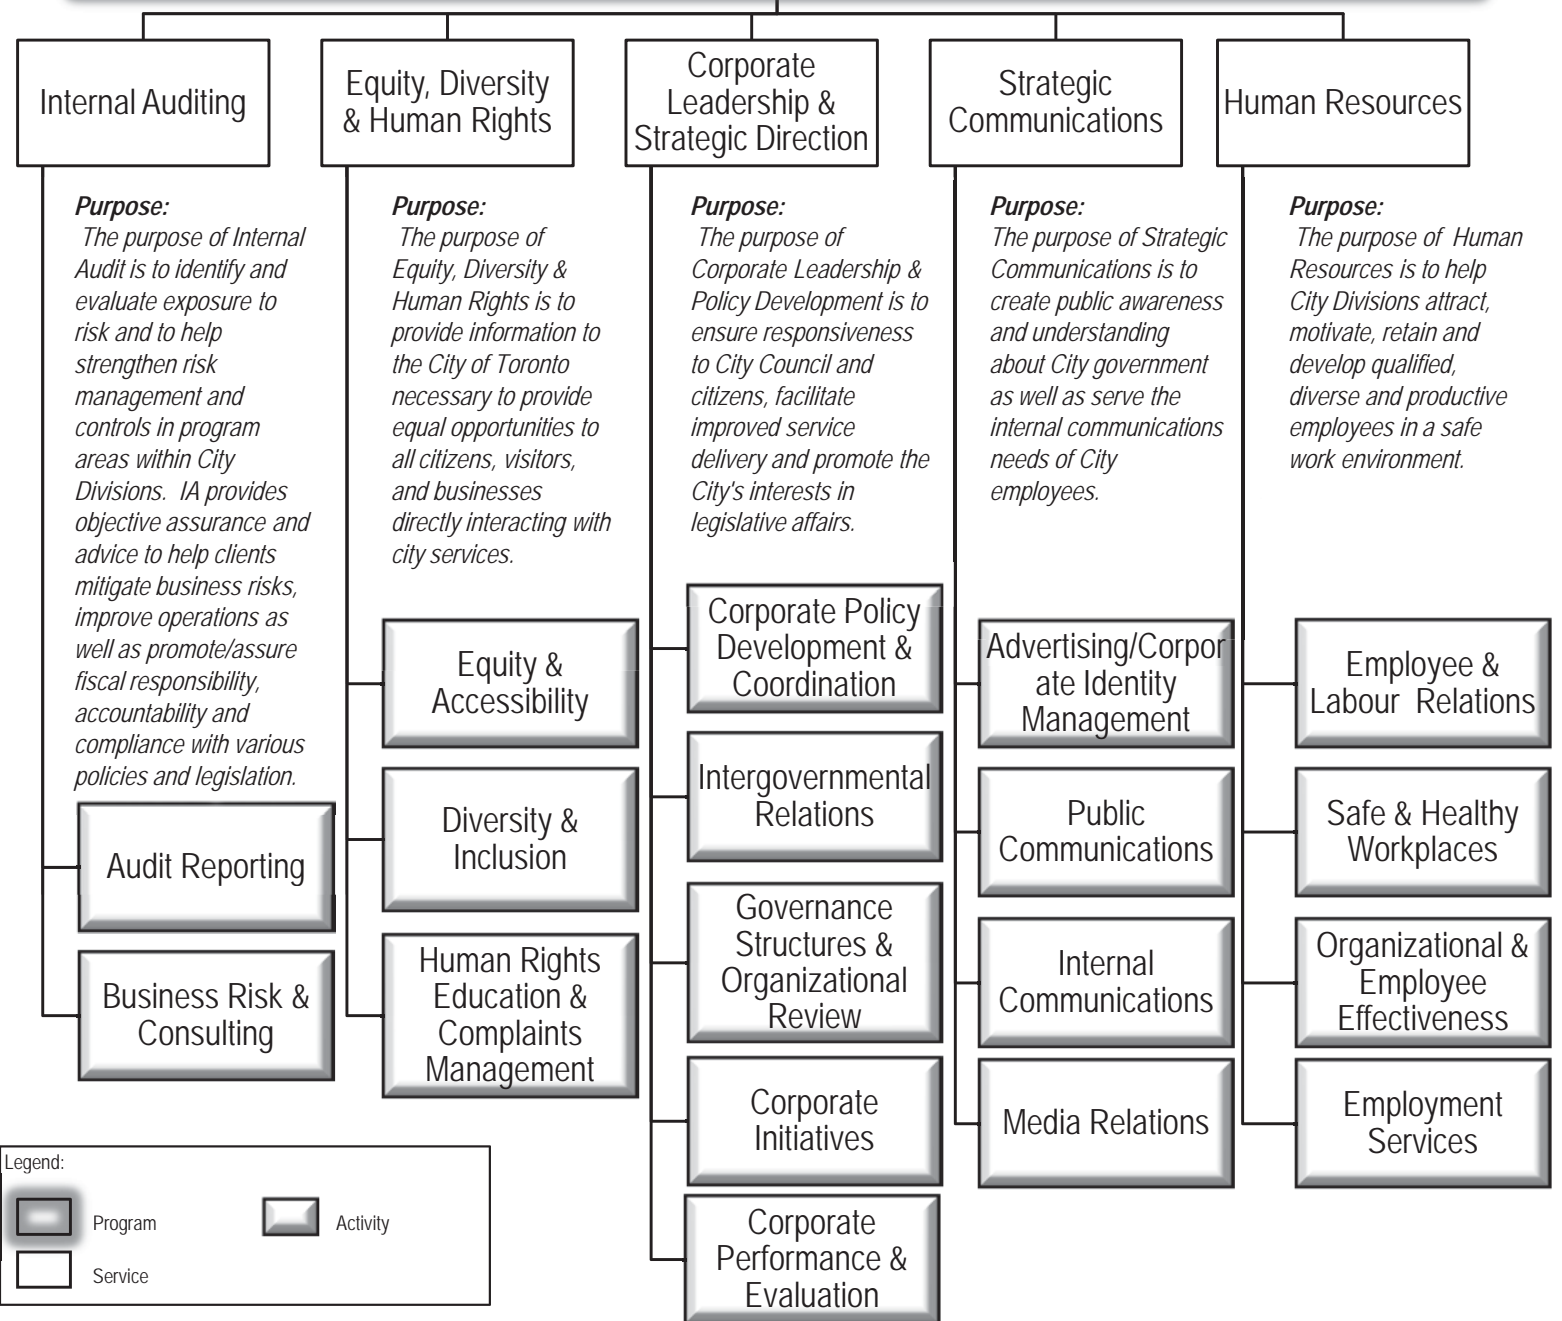 Internal Auditing
Equity, Diversity
& Human Rights
Corporate
Leadership &
Strategic Direction
Strategic
Communications
Human Resources
Purpose:
The purpose of Internal
Audit is to identify and
evaluate exposure to
risk and to help
strengthen risk
management and
controls in program
areas within City
Divisions.  IA provides
objective assurance and
advice to help clients
mitigate business risks,
improve operations as
well as promote/assure
fiscal responsibility,
accountability and
compliance with various
policies and legislation.
Audit Reporting
Business Risk &
Consulting
Purpose:
The purpose of
Equity, Diversity &
Human Rights is to
provide information to
the City of Toronto
necessary to provide
equal opportunities to
all citizens, visitors,
and businesses
directly interacting with
city services.
Equity &
Accessibility
Diversity &
Inclusion
Human Rights
Education &
Complaints
Management
Purpose:
The purpose of
Corporate Leadership &
Policy Development is to
ensure responsiveness
to City Council and
citizens, facilitate
improved service
delivery and promote the
City's interests in
legislative affairs.
Corporate Policy
Development &
Coordination
Intergovernmental
Relations
Governance
Structures &
Organizational
Review
Corporate
Initiatives
Corporate
Performance &
Evaluation
Purpose:
The purpose of Strategic
Communications is to
create public awareness
and understanding
about City government
as well as serve the
internal communications
needs of City
employees.
Advertising/Corpor
ate Identity
Management
Public
Communications
Internal
Communications
Media Relations
Purpose:
The purpose of  Human
Resources is to help
City Divisions attract,
motivate, retain and
develop qualified,
diverse and productive
employees in a safe
work environment.
Employee &
Labour  Relations
Safe & Healthy
Workplaces
Organizational &
Employee
Effectiveness
Employment
Services
Legend:
Program
Activity
Service